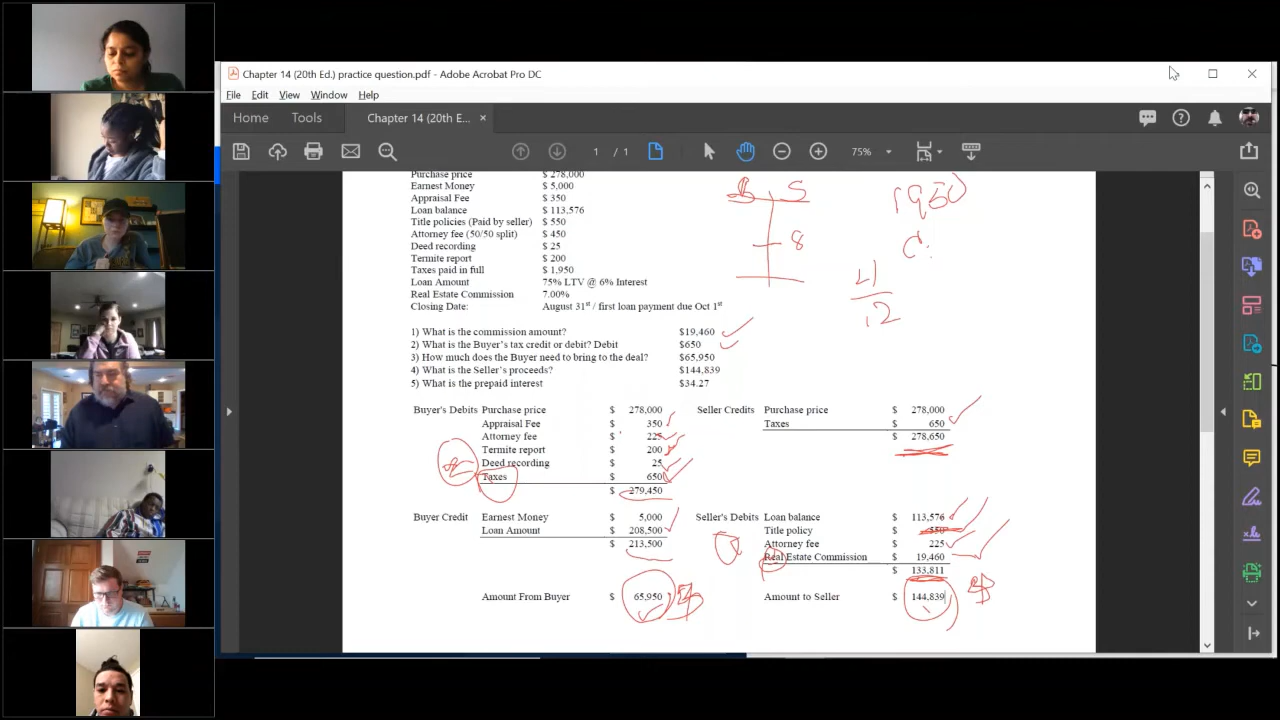 Chapter 14 (20th Ed.) practice question.pdf - Adobe Acrobat Pro DC
File Edit View Window Help
Home Tools Chapter 14 (20th E... ×
1 / 1 75%
Purchase price $ 278,000
Earnest Money $ 5,000
Appraisal Fee $ 350
Loan balance $ 113,576
Title policies (Paid by seller) $ 550
Attorney fee (50/50 split) $ 450
Deed recording $ 25
Termite report $ 200
Taxes paid in full $ 1,950
Loan Amount 75% LTV @ 6% Interest
Real Estate Commission 7.00%
Closing Date: August 31st / first loan payment due Oct 1st
S
8
1950
4
12
1) What is the commission amount? $19,460
2) What is the Buyer's tax credit or debit? Debit $650
3) How much does the Buyer need to bring to the deal? $65,950
4) What is the Seller's proceeds? $144,839
5) What is the prepaid interest $34.27
Buyer's Debits Purchase price $ 278,000 Seller Credits Purchase price $ 278,000
Appraisal Fee $ 350 Taxes $ 650
Attorney fee $ 225 $ 278,650
Termite report $ 200
Deed recording $ 25
Taxes $ 650
$ 279,450
Buyer Credit Earnest Money $ 5,000 Seller's Debits Loan balance $ 113,576
Loan Amount $ 208,500 Title policy $ 550
$ 213,500 Attorney fee $ 225
Real Estate Commission $ 19,460
$ 133,811
Amount From Buyer $ 65,950 Amount to Seller $ 144,839